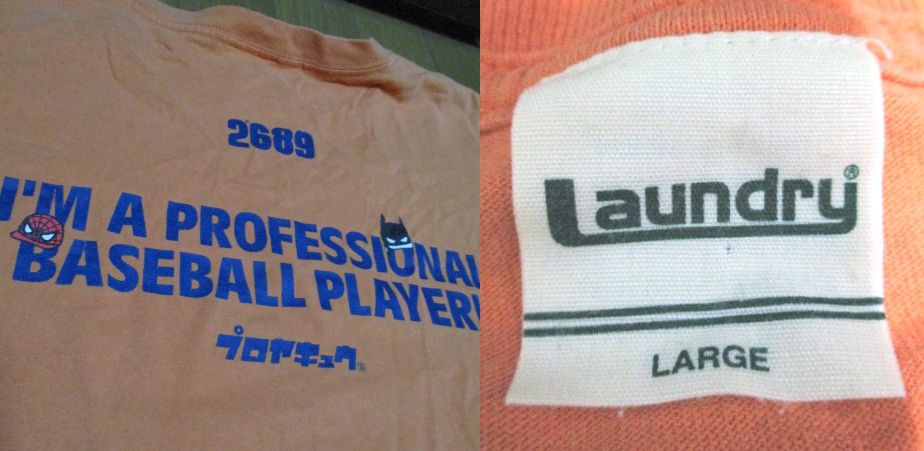 2689
I'M A PROFESSIONAL
BASEBALL PLAYER!
プロヤキュウ®
Laundry®
LARGE